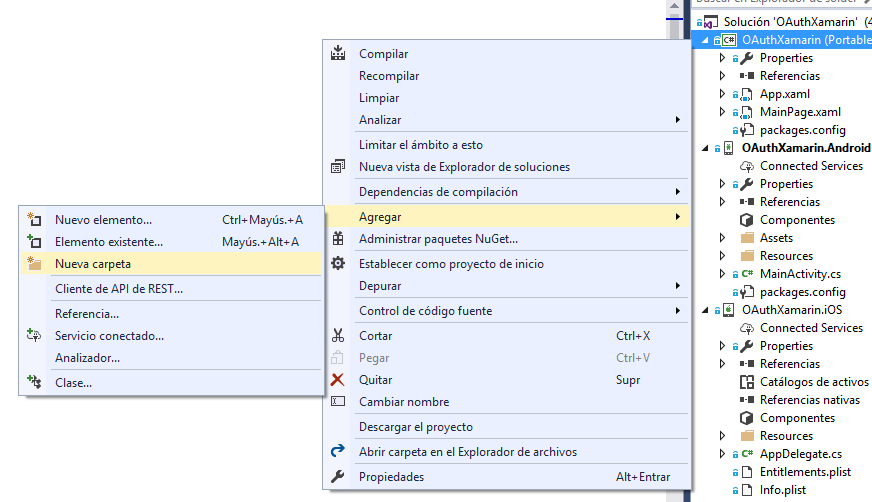 Compilar
Recompilar
Limpiar
Analizar
Limitar el ámbito a esto
Nueva vista de Explorador de soluciones
Dependencias de compilación
Agregar
Administrar paquetes NuGet...
Establecer como proyecto de inicio
Depurar
Control de código fuente
Cortar Ctrl+X
Pegar Ctrl+V
Quitar Supr
Cambiar nombre
Descargar el proyecto
Abrir carpeta en el Explorador de archivos
Propiedades Alt+Entrar
Nuevo elemento... Ctrl+Mayús.+A
Elemento existente... Mayús.+Alt+A
Nueva carpeta
Cliente de API de REST...
Referencia...
Servicio conectado...
Analizador...
Clase...
Buscar en Explorador de soluc
Solución 'OAuthXamarin' (4
C# OAuthXamarin (Portable
Properties
Referencias
App.xaml
MainPage.xaml
packages.config
OAuthXamarin.Android
Connected Services
Properties
Referencias
Componentes
Assets
Resources
C# MainActivity.cs
packages.config
OAuthXamarin.iOS
Connected Services
Properties
Referencias
Catálogos de activos
Referencias nativas
Componentes
Resources
C# AppDelegate.cs
Entitlements.plist
Info.plist